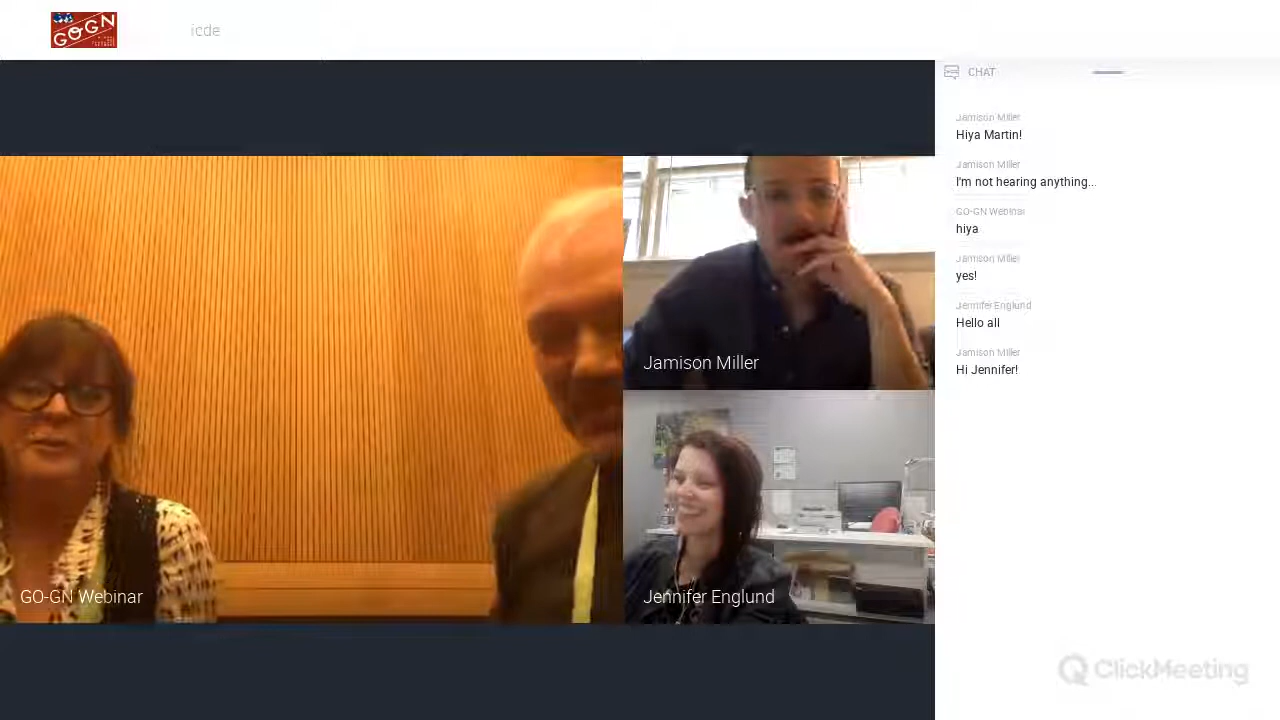 GO-GN
icde
CHAT
Jamison Miller
Hiya Martin!
Jamison Miller
I'm not hearing anything...
GO-GN Webinar
hiya
Jamison Miller
yes!
Jennifer Englund
Hello all
Jamison Miller
Hi Jennifer!
Jamison Miller
GO-GN Webinar
Jennifer Englund
ClickMeeting